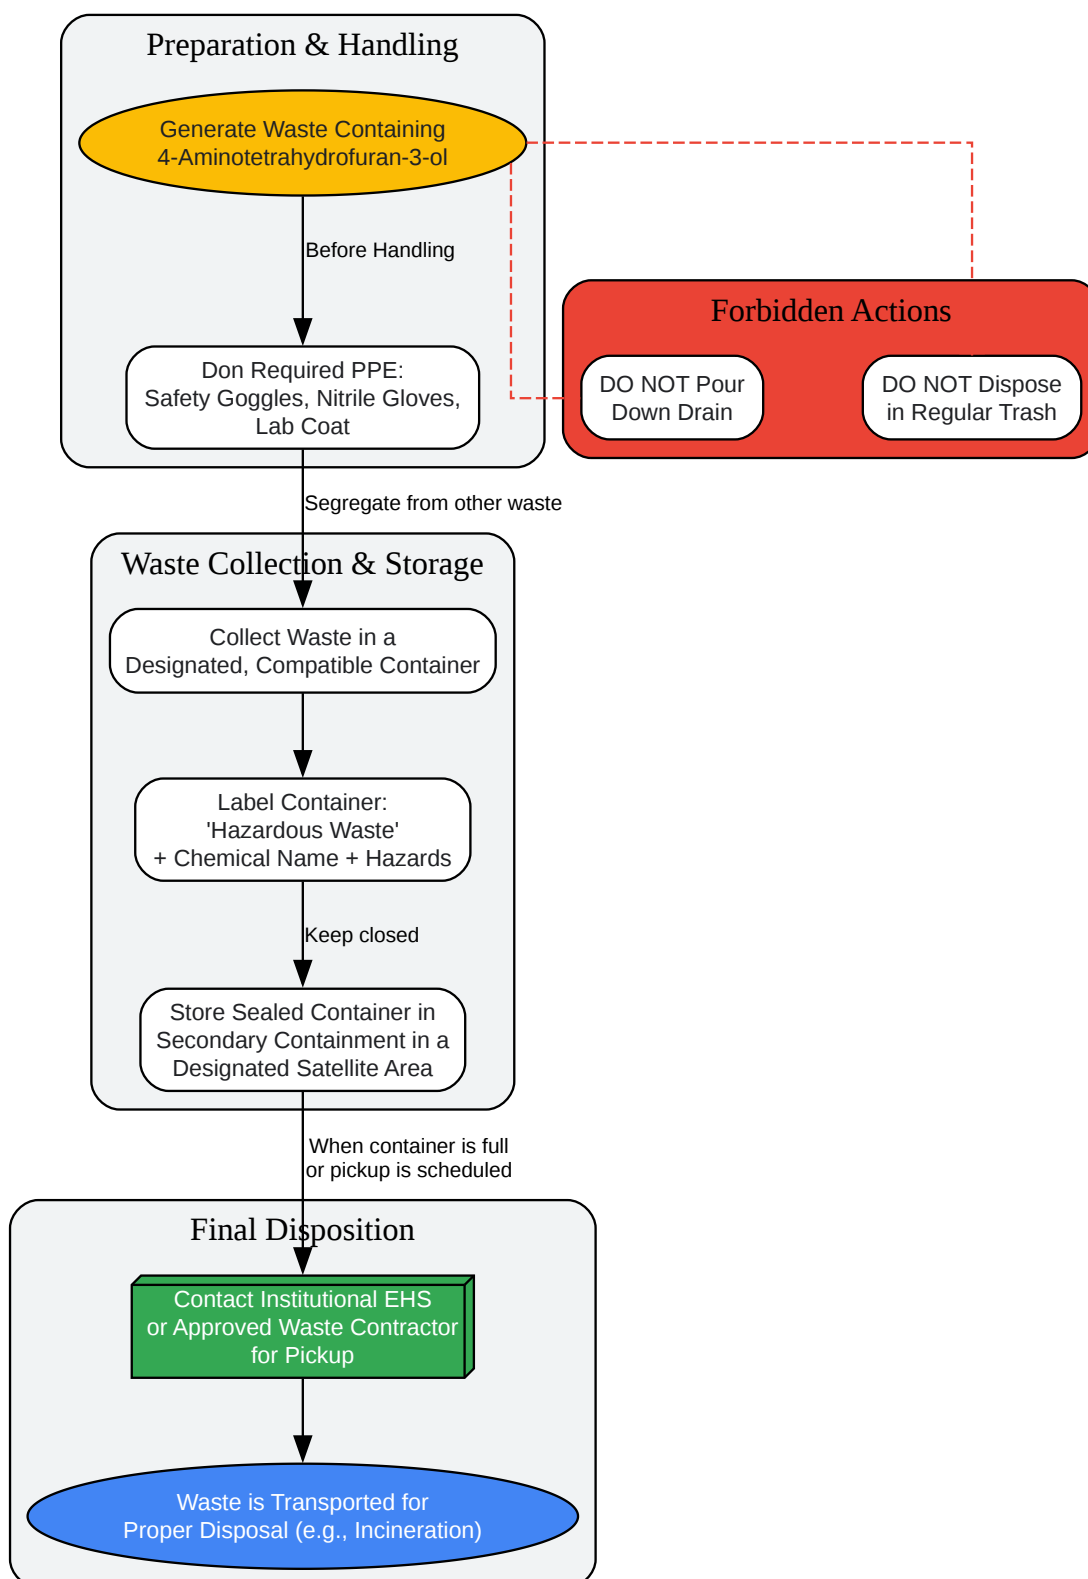 Preparation & Handling
Generate Waste Containing
4-Aminotetrahydrofuran-3-ol
Before Handling
Don Required PPE:
Safety Goggles, Nitrile Gloves,
Lab Coat
Forbidden Actions
DO NOT Pour
Down Drain
DO NOT Dispose
in Regular Trash
Segregate from other waste
Waste Collection & Storage
Collect Waste in a
Designated, Compatible Container
Label Container:
'Hazardous Waste'
+ Chemical Name + Hazards
Keep closed
Store Sealed Container in
Secondary Containment in a
Designated Satellite Area
When container is full
or pickup is scheduled
Final Disposition
Contact Institutional EHS
or Approved Waste Contractor
for Pickup
Waste is Transported for
Proper Disposal (e.g., Incineration)